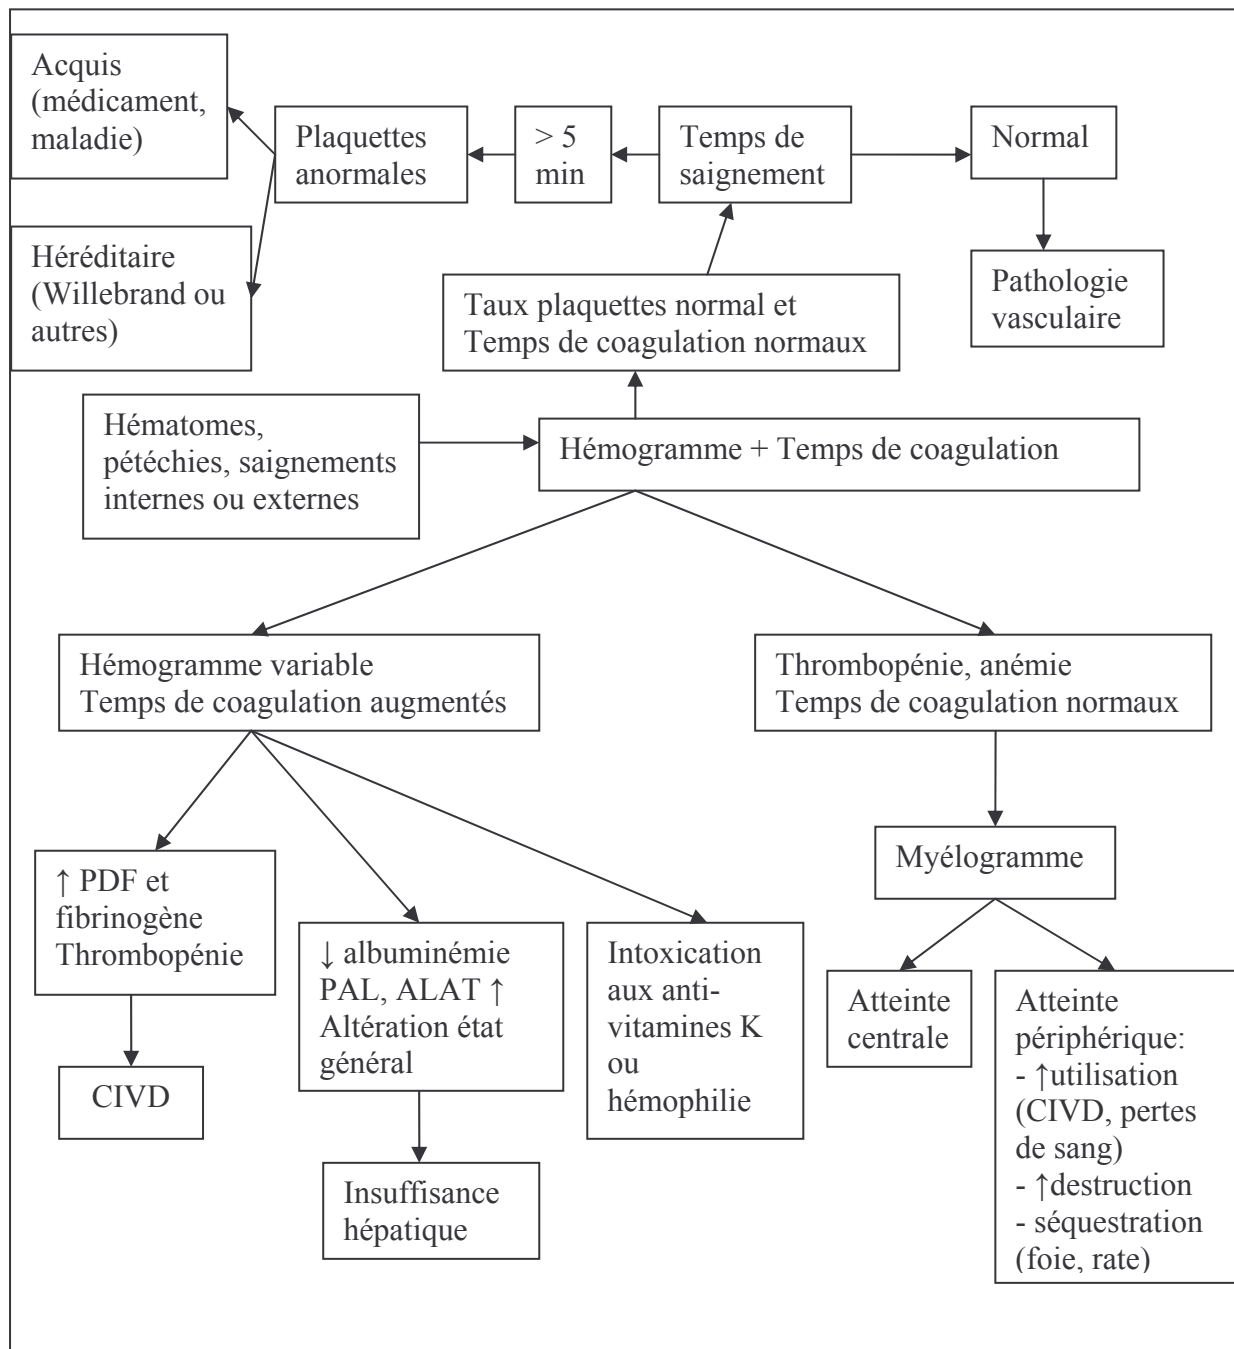 Acquis
(médicament,
maladie)
Plaquettes
anormales
> 5
min
Temps de
saignement
Normal
Héréditaire
(Willebrand ou
autres)
Taux plaquettes normal et
Temps de coagulation normaux
Pathologie
vasculaire
Hématomes,
pétéchies, saignements
internes ou externes
Hémogramme + Temps de coagulation
Hémogramme variable
Temps de coagulation augmentés
Thrombopénie, anémie
Temps de coagulation normaux
Myélogramme
↑ PDF et
fibrinogène
Thrombopénie
↓ albuminémie
PAL, ALAT ↑
Altération état
général
Intoxication
aux anti-
vitamines K
ou
hémophilie
Atteinte
centrale
Atteinte
périphérique:
- ↑utilisation
(CIVD, pertes
de sang)
- ↑destruction
- séquestration
(foie, rate)
CIVD
Insuffisance
hépatique